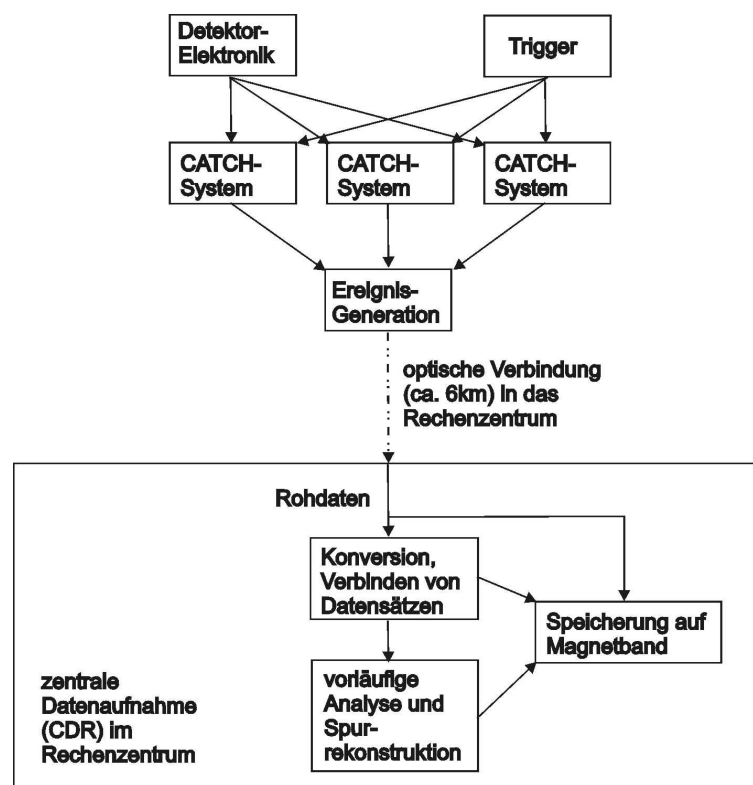 Detektor-
Elektronik
Trigger
CATCH-
System
CATCH-
System
CATCH-
System
Ereignis-
Generation
optische Verbindung
(ca. 6km) in das
Rechenzentrum
Rohdaten
Konversion,
Verbinden von
Datensätzen
Speicherung auf
Magnetband
vorläufige
Analyse und
Spur-
rekonstruktion
zentrale
Datenaufnahme
(CDR) im
Rechenzentrum